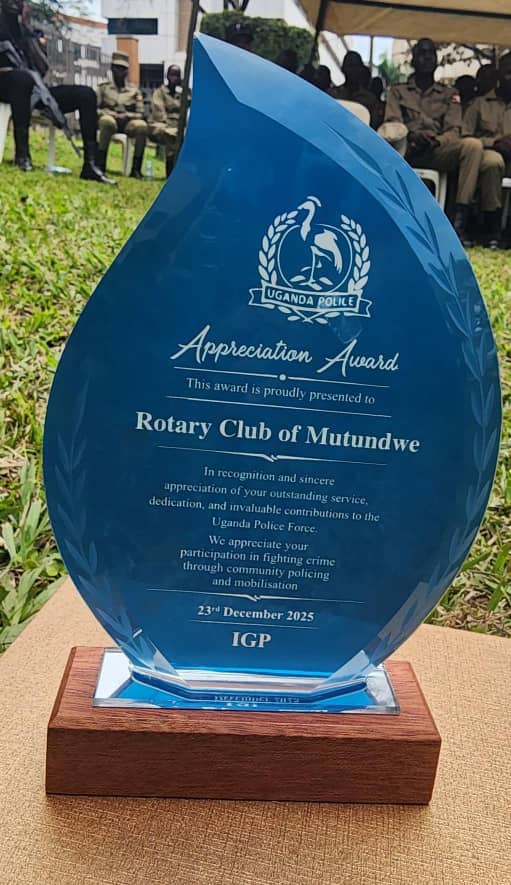 UGANDA POLICE
Appreciation Award
This award is proudly presented to
Rotary Club of Mutundwe
In recognition and sincere
appreciation of your outstanding service,
dedication, and invaluable contributions to the
Uganda Police Force.
We appreciate your
participation in fighting crime
through community policing
and mobilisation
23rd December 2025
IGP